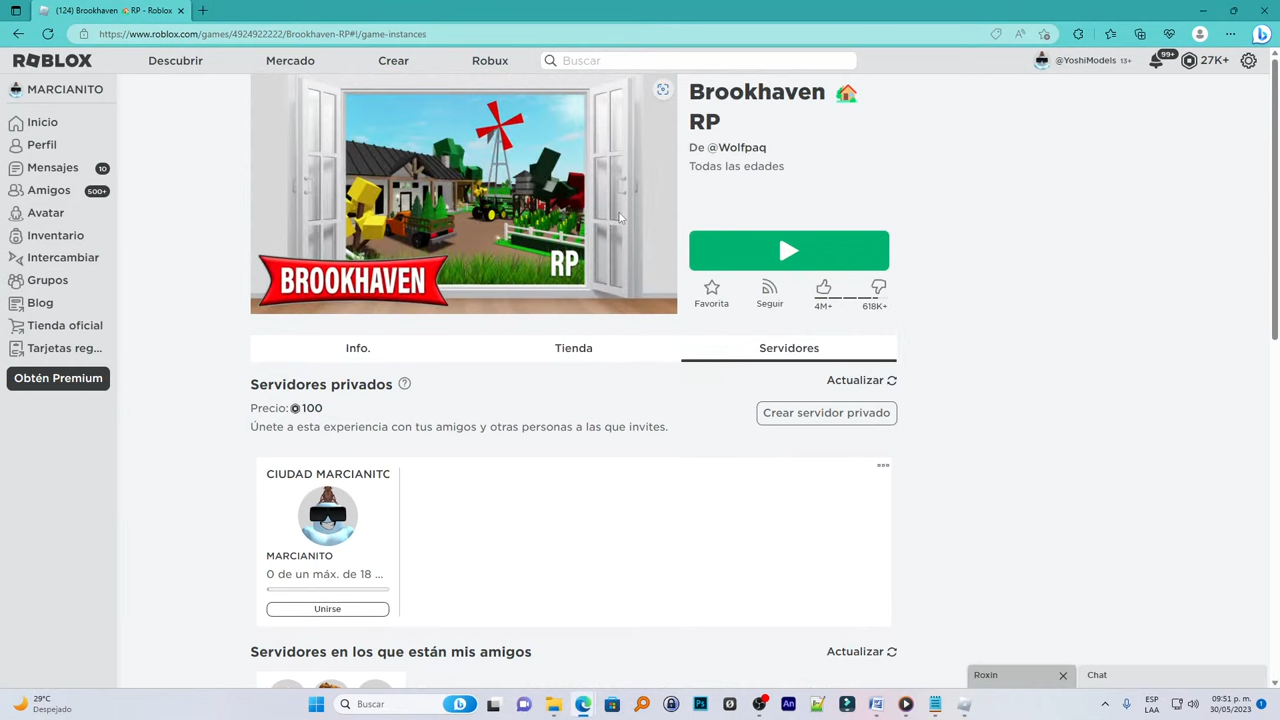 (124) Brookhaven 🏠 RP - Roblox
https://www.roblox.com/games/4924922222/Brookhaven-RP#!/game-instances
ROBLOX
Descubrir
Mercado
Crear
Robux
Buscar
@YoshiModels 13+
99+
27K+
MARCIANITO
Inicio
Perfil
Mensajes 10
Amigos 500+
Avatar
Inventario
Intercambiar
Grupos
Blog
Tienda oficial
Tarjetas reg...
Obtén Premium
BROOKHAVEN
RP
Brookhaven 🏠
RP
De @Wolfpaq
Todas las edades
Favorita
Seguir
4M+
618K+
Info.
Tienda
Servidores
Servidores privados
Actualizar
Precio: 100
Crear servidor privado
Únete a esta experiencia con tus amigos y otras personas a las que invites.
CIUDAD MARCIANITO
MARCIANITO
0 de un máx. de 18 ...
Unirse
Servidores en los que están mis amigos
Actualizar
Roxin
Chat
29°C
Despejado
Buscar
ESP
LAA
09:51 p. m.
30/05/2023